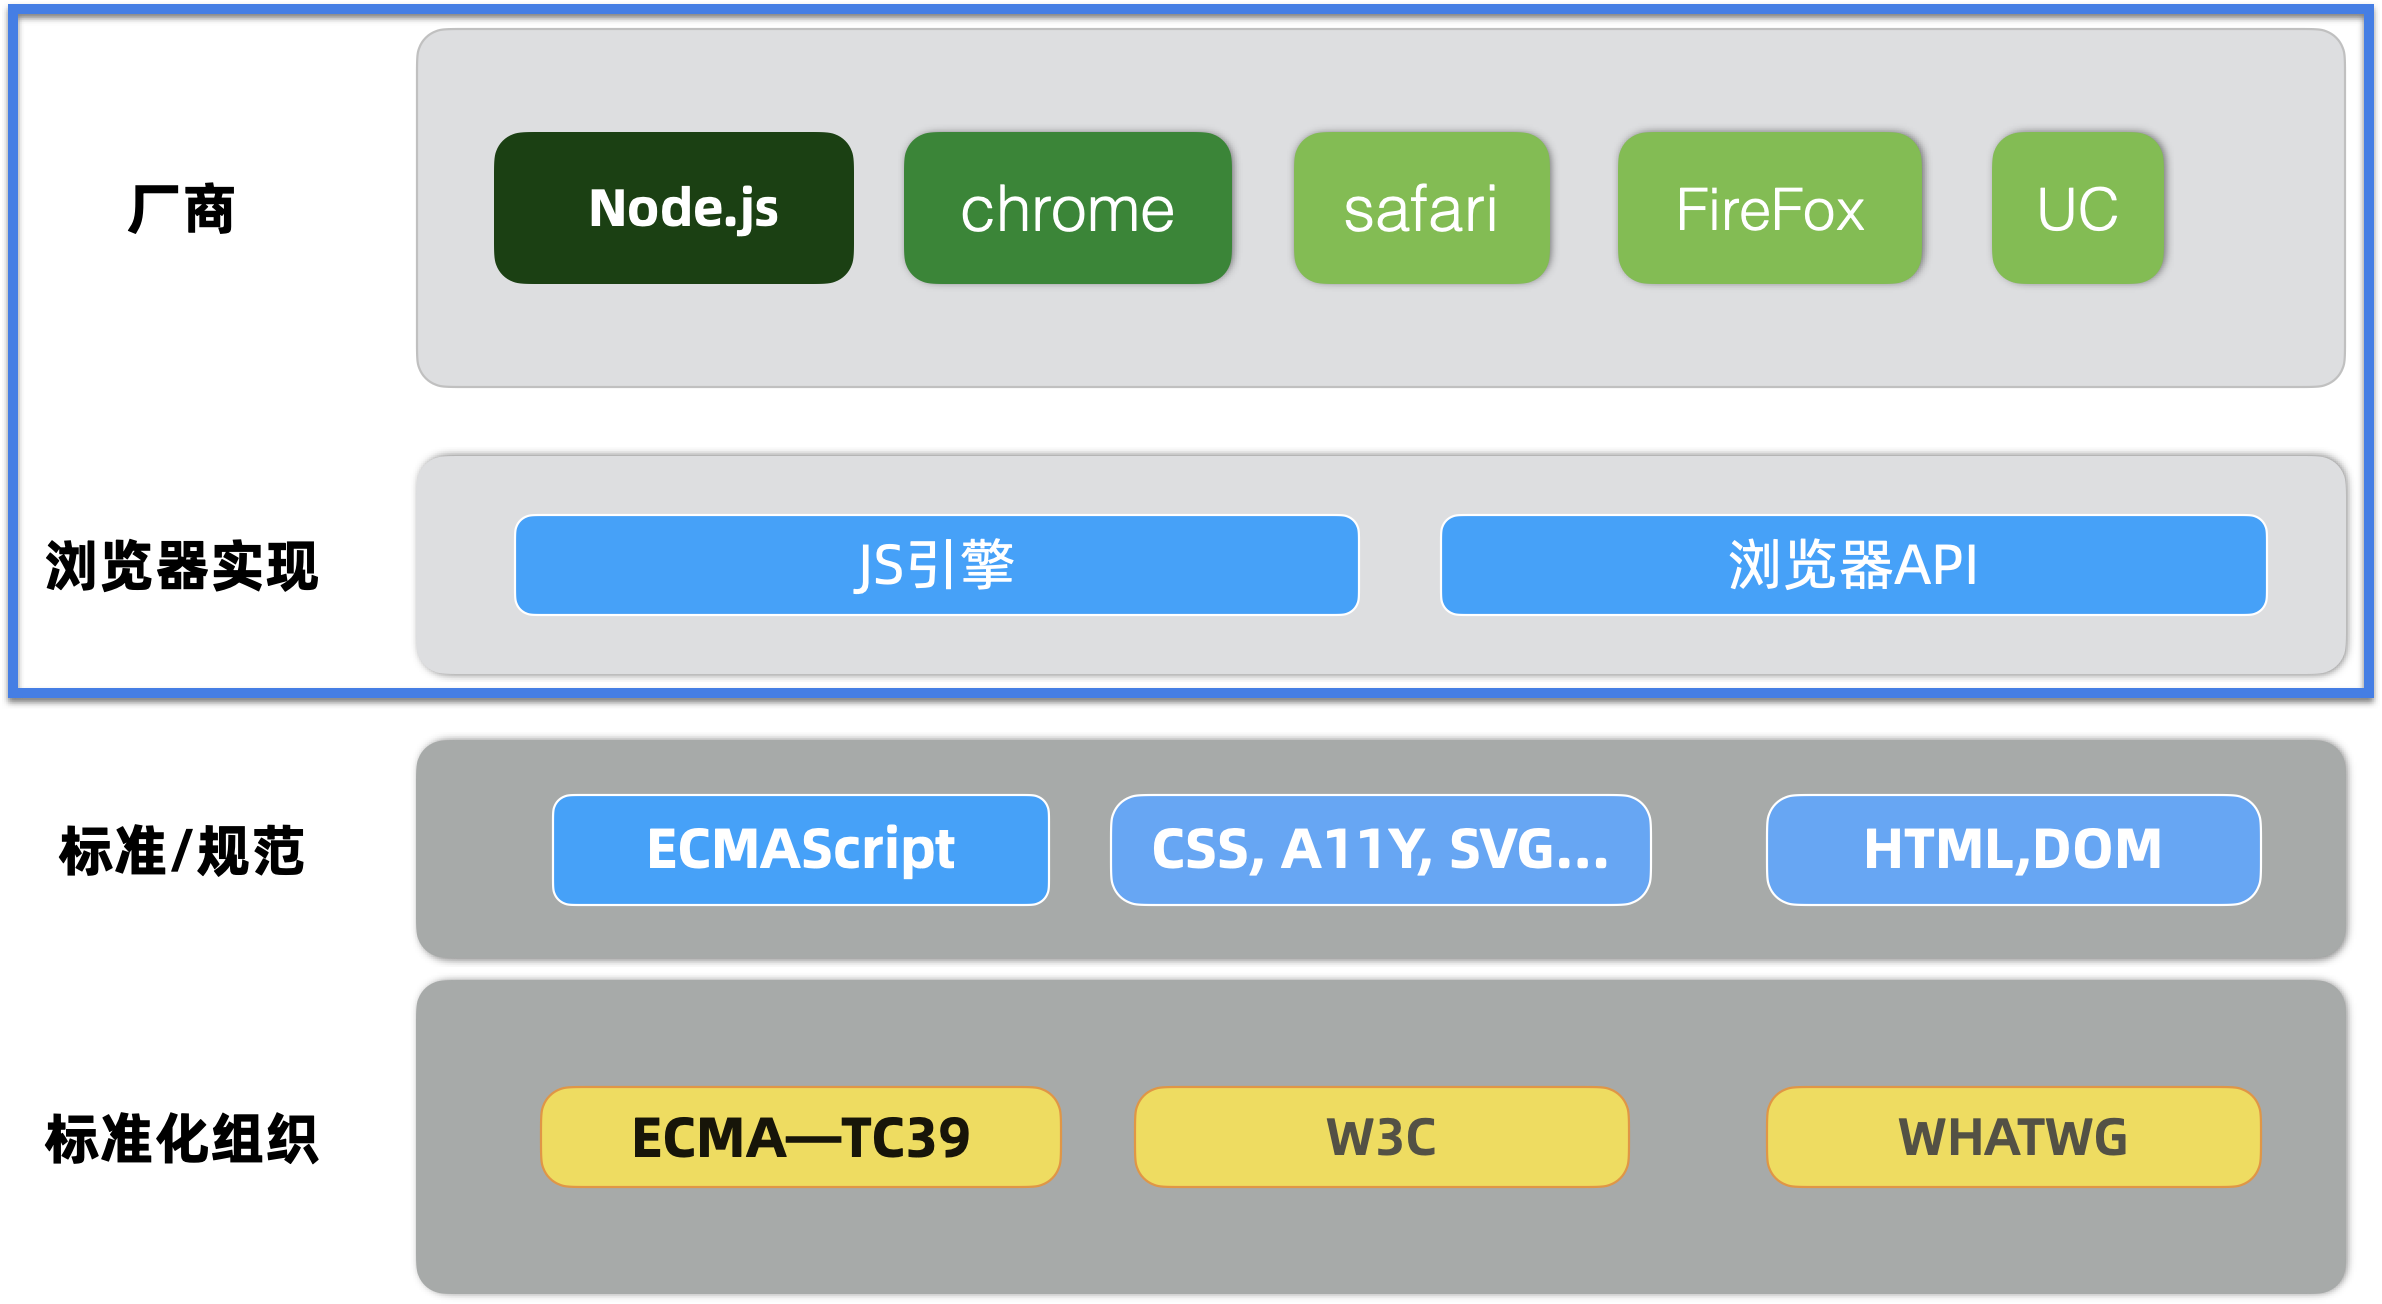 厂商
Node.js
chrome
safari
FireFox
UC
浏览器实现
JS引擎
浏览器API
标准/规范
ECMAScript
CSS, A11Y, SVG...
HTML,DOM
标准化组织
ECMA—TC39
W3C
WHATWG